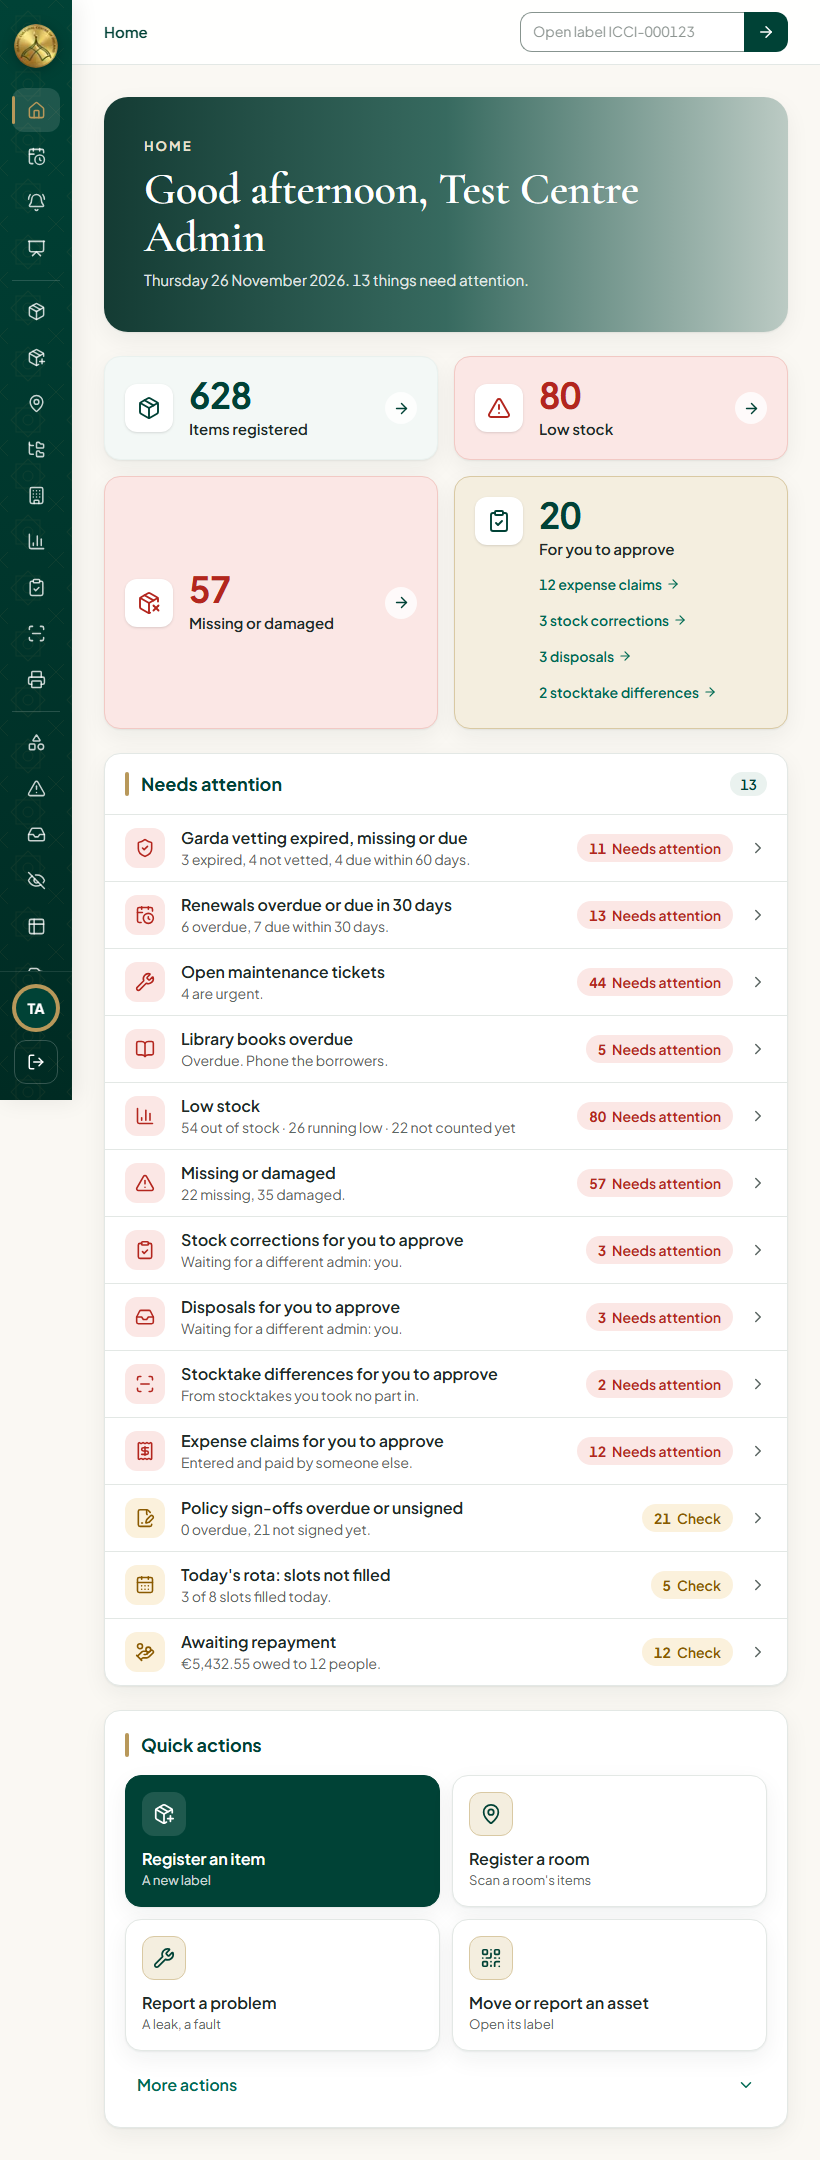 Home
Open label ICCI-000123
HOME
Good afternoon, Test Centre
Admin
Thursday 26 November 2026. 13 things need attention.
628
Items registered
80
Low stock
57
Missing or damaged
20
For you to approve
12 expense claims →
3 stock corrections →
3 disposals →
2 stocktake differences →
Needs attention
13
Garda vetting expired, missing or due
3 expired, 4 not vetted, 4 due within 60 days.
11 Needs attention
Renewals overdue or due in 30 days
6 overdue, 7 due within 30 days.
13 Needs attention
Open maintenance tickets
4 are urgent.
44 Needs attention
Library books overdue
Overdue. Phone the borrowers.
5 Needs attention
Low stock
54 out of stock · 26 running low · 22 not counted yet
80 Needs attention
Missing or damaged
22 missing, 35 damaged.
57 Needs attention
Stock corrections for you to approve
Waiting for a different admin: you.
3 Needs attention
Disposals for you to approve
Waiting for a different admin: you.
3 Needs attention
Stocktake differences for you to approve
From stocktakes you took no part in.
2 Needs attention
Expense claims for you to approve
Entered and paid by someone else.
12 Needs attention
Policy sign-offs overdue or unsigned
0 overdue, 21 not signed yet.
21 Check
Today's rota: slots not filled
3 of 8 slots filled today.
5 Check
Awaiting repayment
€5,432.55 owed to 12 people.
12 Check
TA
Quick actions
Register an item
A new label
Register a room
Scan a room's items
Report a problem
A leak, a fault
Move or report an asset
Open its label
More actions